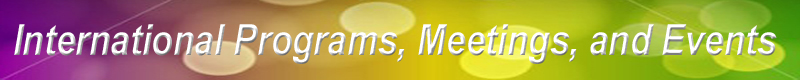 International Programs, Meetings, and Events